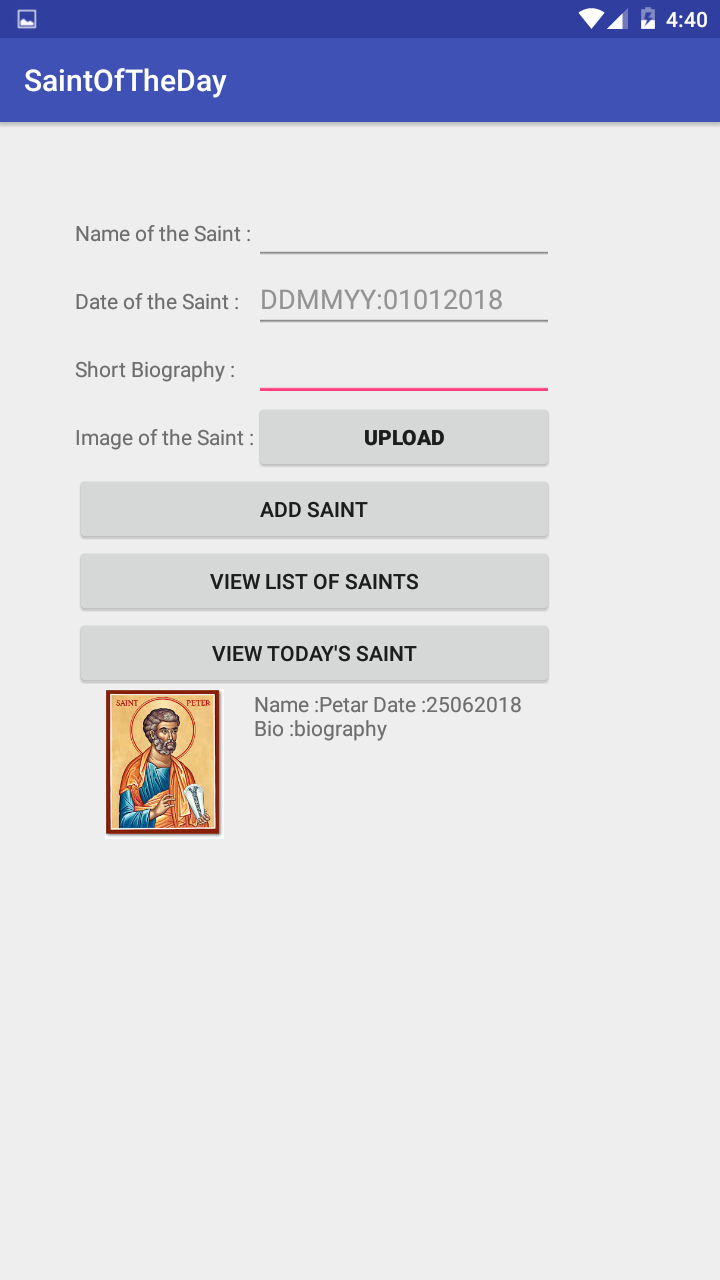 4:40
SaintOfTheDay
Name of the Saint :
Date of the Saint : DDMMYY:01012018
Short Biography :
Image of the Saint : UPLOAD
ADD SAINT
VIEW LIST OF SAINTS
VIEW TODAY'S SAINT
SAINT PETER
Name :Petar Date :25062018
Bio :biography